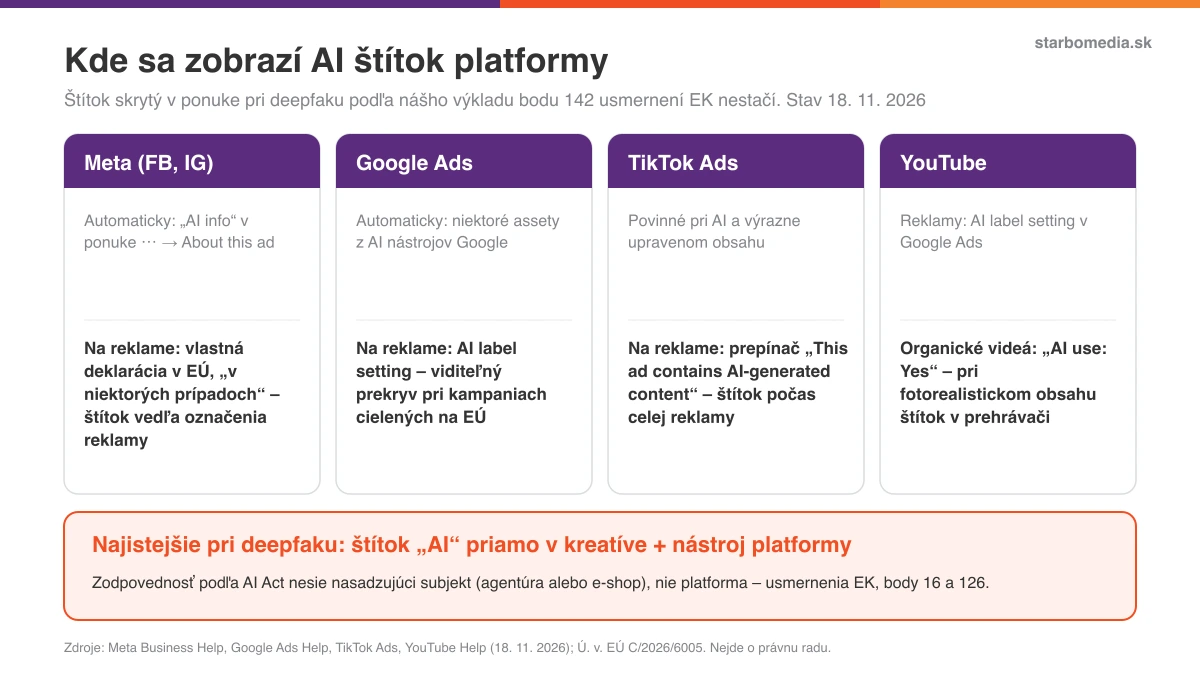 starbomedia.sk
Kde sa zobrazí AI štítok platformy
Štítok skrytý v ponuke pri deepfaku podľa nášho výkladu bodu 142 usmernení EK nestačí. Stav 18. 11. 2026
Meta (FB, IG)
Automaticky: „AI info“ v
ponuke ··· → About this ad
Na reklame: vlastná
deklarácia v EÚ, „v
niektorých prípadoch“ –
štítok vedľa označenia
reklamy
Google Ads
Automaticky: niektoré assety
z AI nástrojov Google
Na reklame: AI label
setting – viditeľný
prekryv pri kampaniach
cielených na EÚ
TikTok Ads
Povinné pri AI a výrazne
upravenom obsahu
Na reklame: prepínač „This
ad contains AI-generated
content“ – štítok počas
celej reklamy
YouTube
Reklamy: AI label setting v
Google Ads
Organické videá: „AI use:
Yes“ – pri
fotorealistickom obsahu
štítok v prehrávači
Najistejšie pri deepfaku: štítok „AI“ priamo v kreatíve + nástroj platformy
Zodpovednosť podľa AI Act nesie nasadzujúci subjekt (agentúra alebo e-shop), nie platforma – usmernenia EK, body 16 a 126.
Zdroje: Meta Business Help, Google Ads Help, TikTok Ads, YouTube Help (18. 11. 2026); Ú. v. EÚ C/2026/6005. Nejde o právnu radu.